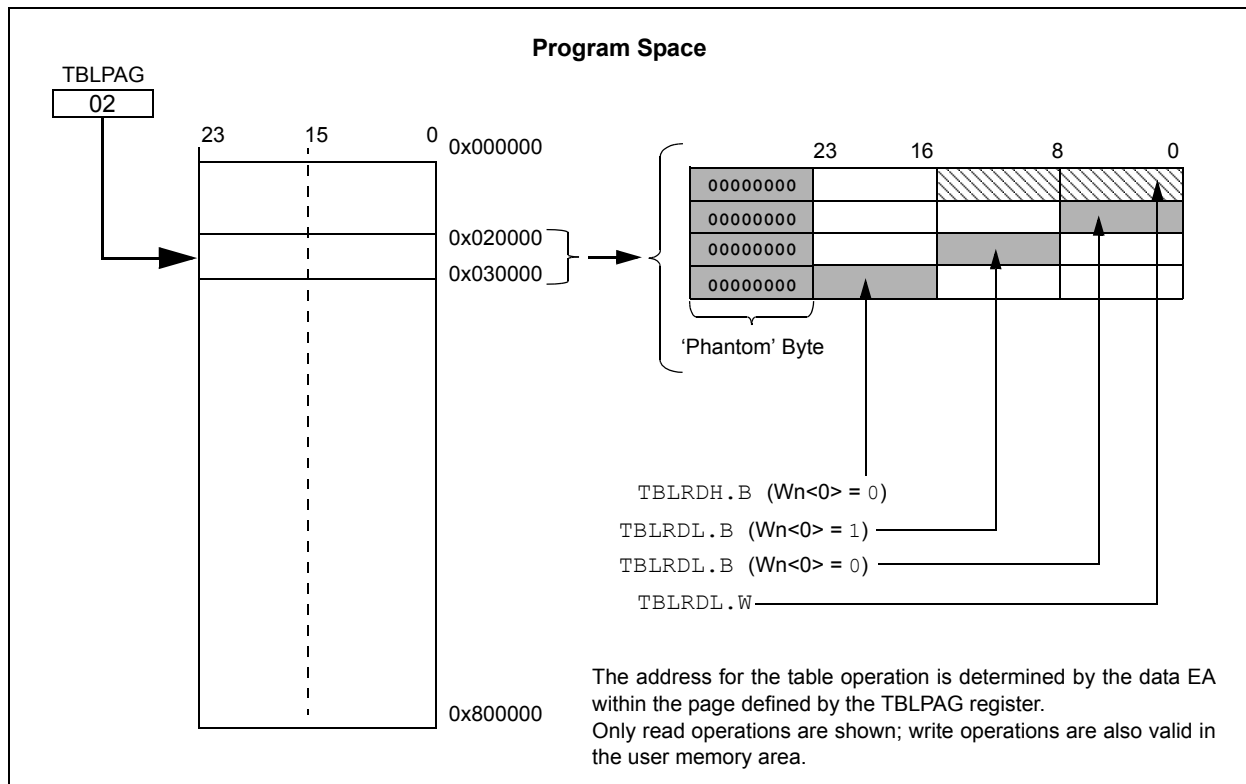 Program Space
TBLPAG
02
23 15 0
0x000000
0x020000
0x030000
0x800000
23 16 8 0
00000000
00000000
00000000
00000000
‘Phantom’ Byte
TBLRDH.B (Wn<0> = 0)
TBLRDL.B (Wn<0> = 1)
TBLRDL.B (Wn<0> = 0)
TBLRDL.W
The address for the table operation is determined by the data EA
within the page defined by the TBLPAG register.
Only read operations are shown; write operations are also valid in
the user memory area.